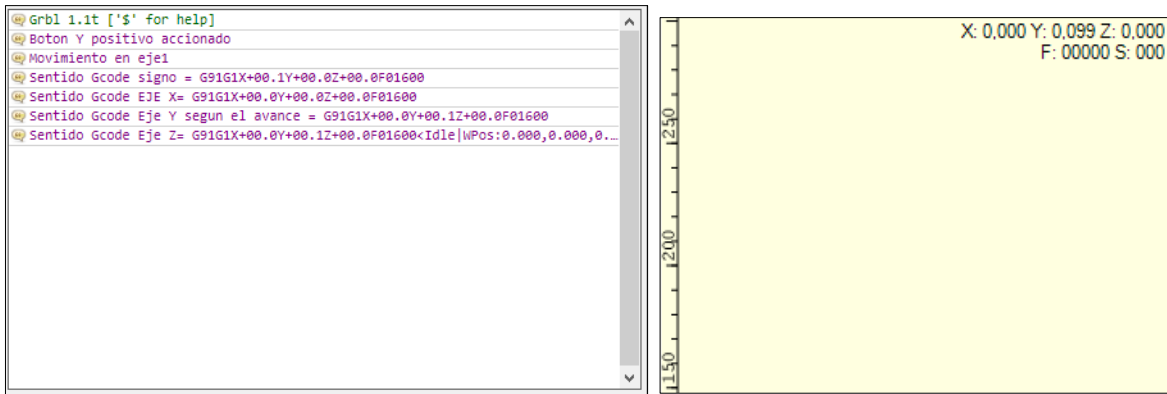 Grbl 1.1t ['$' for help]
Boton Y positivo accionado
Movimiento en eje1
Sentido Gcode signo = G91G1X+00.1Y+00.0Z+00.0F01600
Sentido Gcode EJE X= G91G1X+00.0Y+00.0Z+00.0F01600
Sentido Gcode Eje Y segun el avance = G91G1X+00.0Y+00.1Z+00.0F01600
Sentido Gcode Eje Z= G91G1X+00.0Y+00.1Z+00.0F01600<Idle|WPos:0.000,0.000,0....
X: 0,000 Y: 0,099 Z: 0,000
F: 00000 S: 000
250
200
150